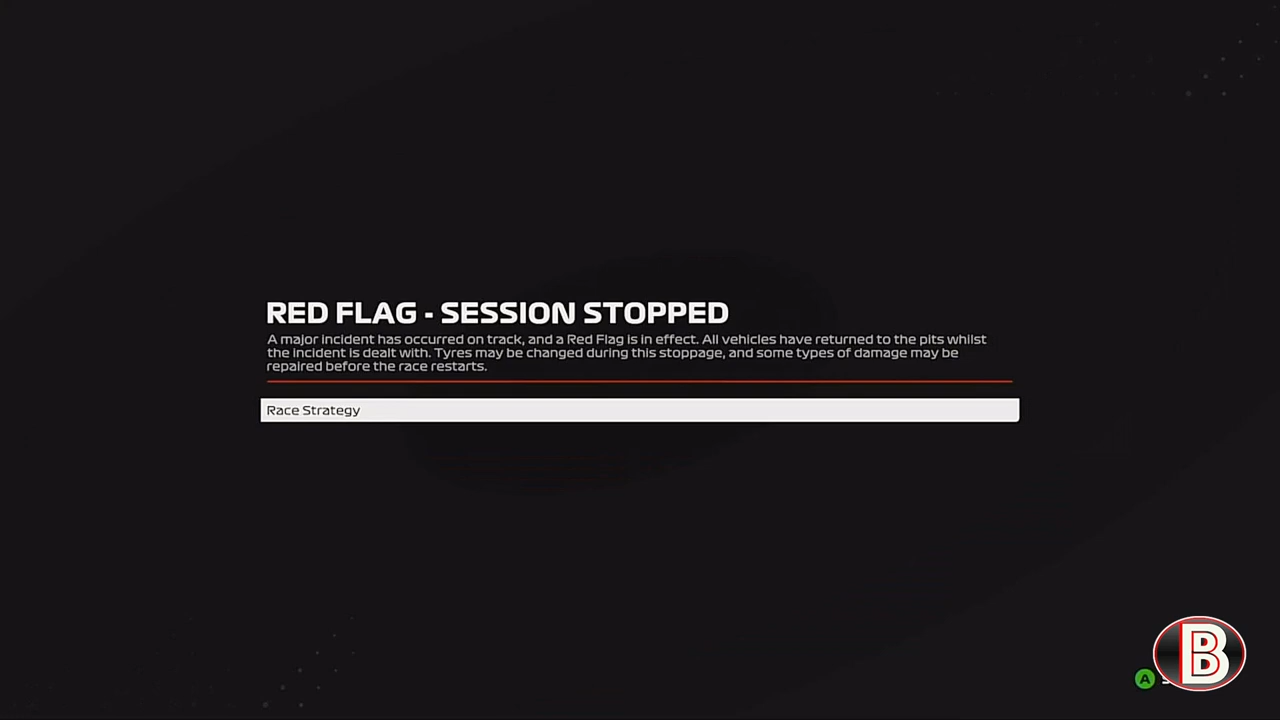 RED FLAG - SESSION STOPPED
A major incident has occurred on track, and a Red Flag is in effect. All vehicles have returned to the pits whilst
the incident is dealt with. Tyres may be changed during this stoppage, and some types of damage may be
repaired before the race restarts.
Race Strategy
A
B